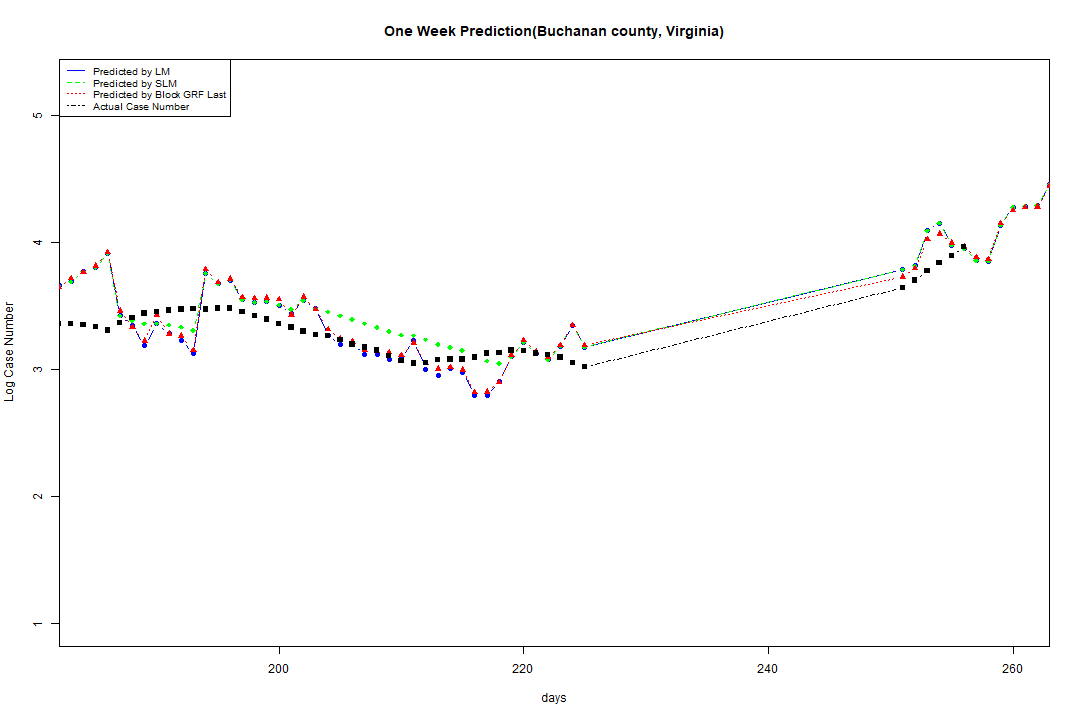 One Week Prediction(Buchanan county, Virginia)
Predicted by LM
Predicted by SLM
Predicted by Block GRF Last
Actual Case Number
5
4
3
2
1
Log Case Number
200
220
240
260
days